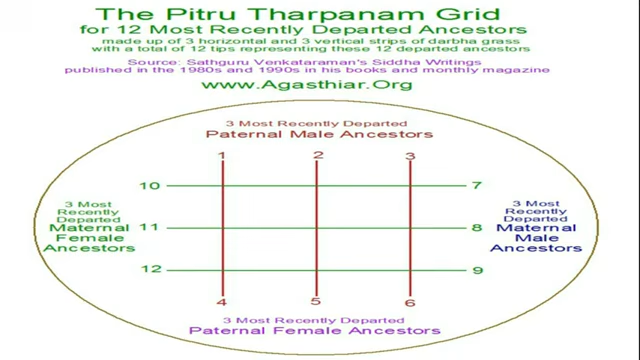 The Pitru Tharpanam Grid
for 12 Most Recently Departed Ancestors
made up of 3 horizontal and 3 vertical strips of darbha grass
with a total of 12 tips representing these 12 departed ancestors
Source: Sathguru Venkataraman's Siddha Writings
published in the 1980s and 1990s in his books and monthly magazine
www.Agasthiar.Org
3 Most Recently Departed
Paternal Male Ancestors
1 2 3
10 7
11 8
12 9
4 5 6
3 Most
Recently
Departed
Maternal
Female
Ancestors
3 Most
Recently
Departed
Maternal
Male
Ancestors
3 Most Recently Departed
Paternal Female Ancestors